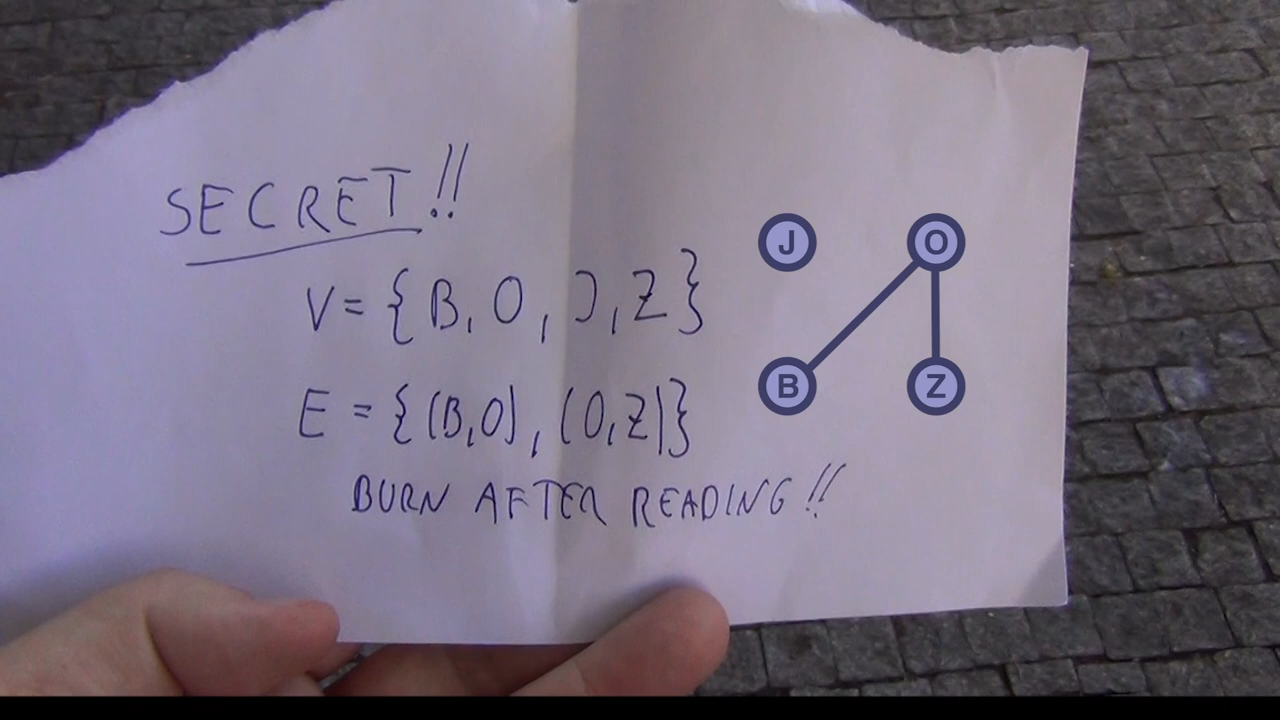 SECRET!!
V={B,O,J,Z}
E={(B,O),(O,Z)}
BURN AFTER READING!!
J O
B Z